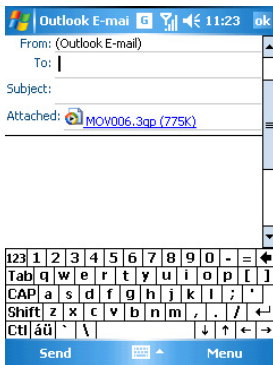 Outlook E-mai G 11:23 ok
From: (Outlook E-mail)
To:
Subject:
Attached: MOV006.3gp (775K)
123 1 2 3 4 5 6 7 8 9 0 - =
Tab q w e r t y u i o p [ ]
CAP a s d f g h j k l ; '
Shift z x c v b n m , . /
Ctl áü ` \
Send Menu